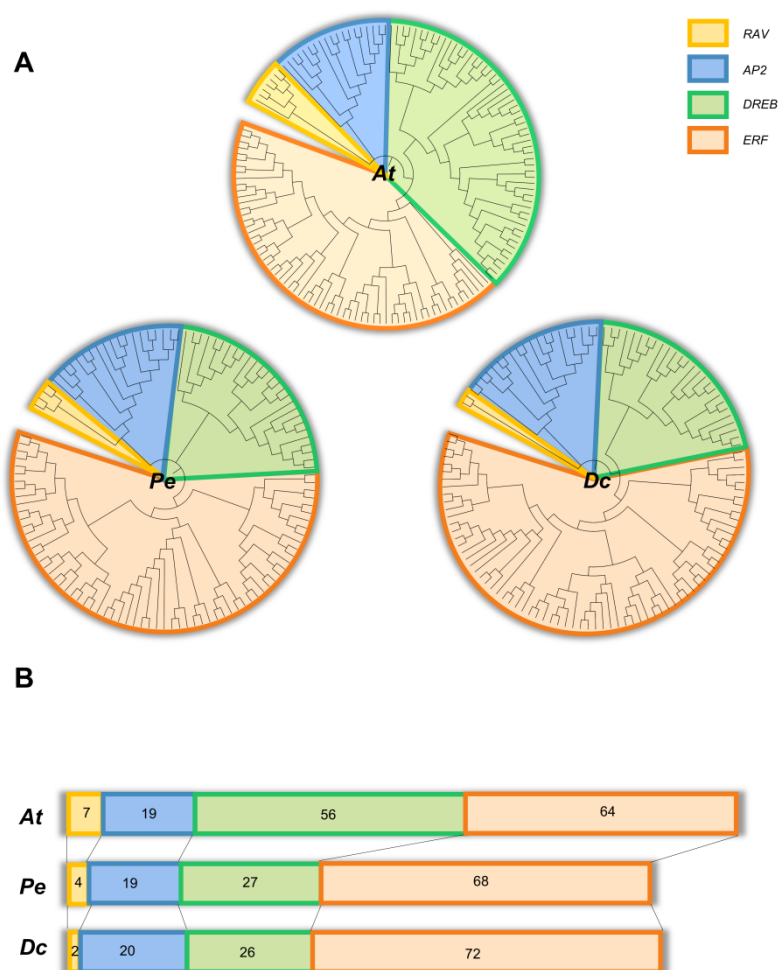 A
RAV
AP2
DREB
ERF
At
Pe
Dc
B
At 7 19 56 64
Pe 4 19 27 68
Dc 2 20 26 72